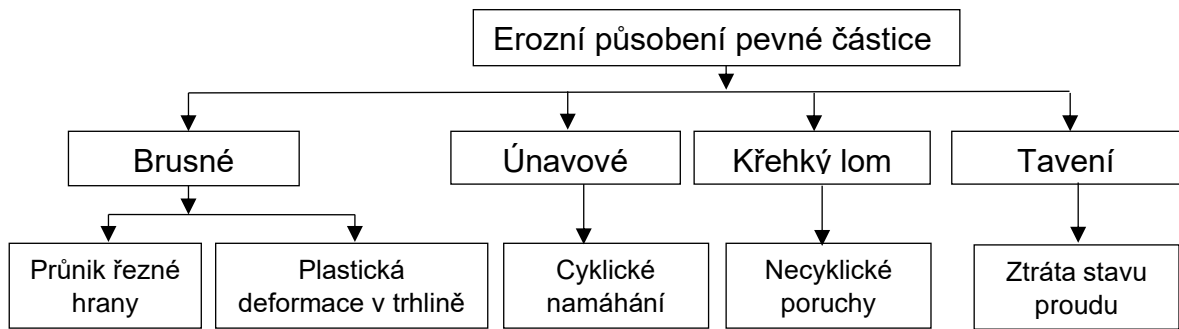 Erozní působení pevné částice
Brusné
Únavové
Křehký lom
Tavení
Průnik řezné
hrany
Plastická
deformace v trhlině
Cyklické
namáhání
Necyklické
poruchy
Ztráta stavu
proudu